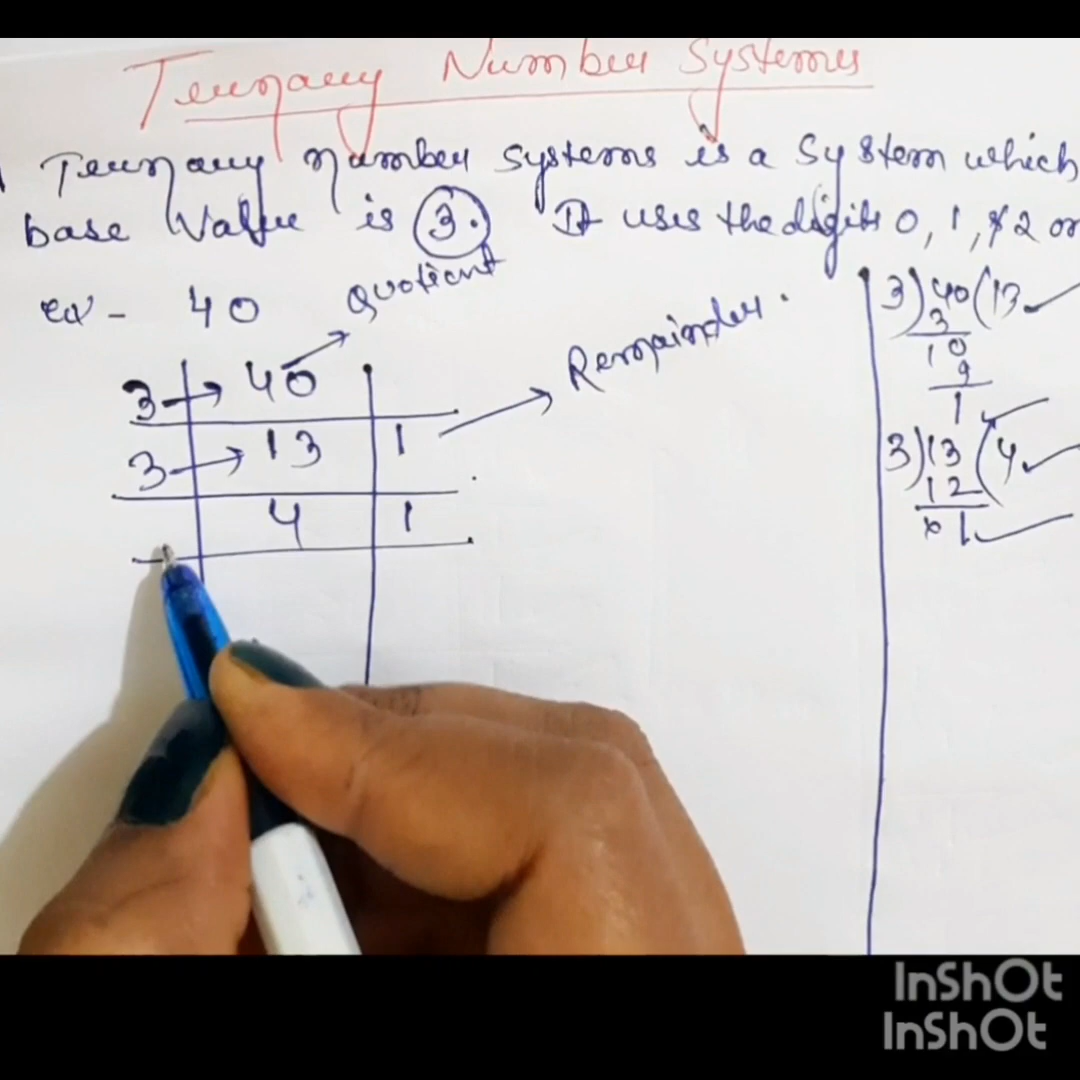 Ternary Number Systems
Ternary number systems is a System which
base Value is 3. It uses the digits 0, 1, & 2 or
ex - 40
Quotient
Remainder.
3 → 40
3 → 13 1
4 1
3)40(13
3
10
9
1
3)13(4
12
x1
InShOt
InShOt